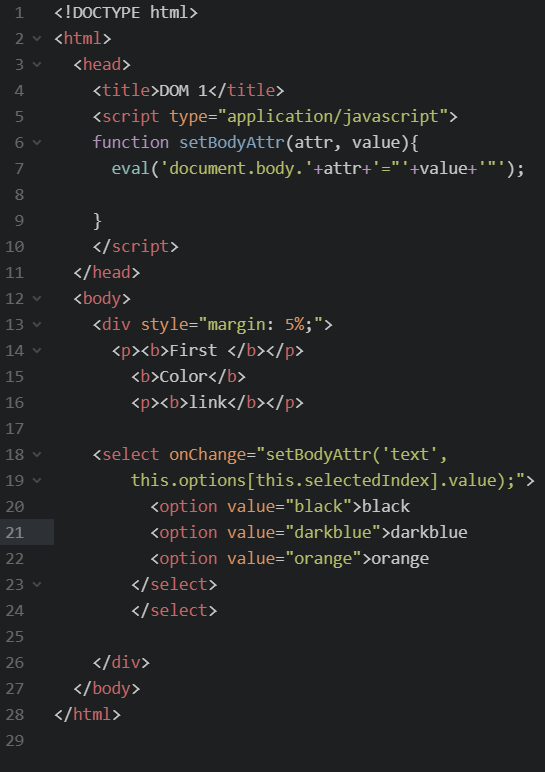 1 <!DOCTYPE html>
2 <html>
3 <head>
4 <title>DOM 1</title>
5 <script type="application/javascript">
6 function setBodyAttr(attr, value){
7 eval('document.body.'+attr+'="'+value+'"');
8
9 }
10 </script>
11 </head>
12 <body>
13 <div style="margin: 5%;">
14 <p><b>First </b></p>
15 <b>Color</b>
16 <p><b>link</b></p>
17
18 <select onChange="setBodyAttr('text',
19 this.options[this.selectedIndex].value);">
20 <option value="black">black
21 <option value="darkblue">darkblue
22 <option value="orange">orange
23 </select>
24 </select>
25
26 </div>
27 </body>
28 </html>
29